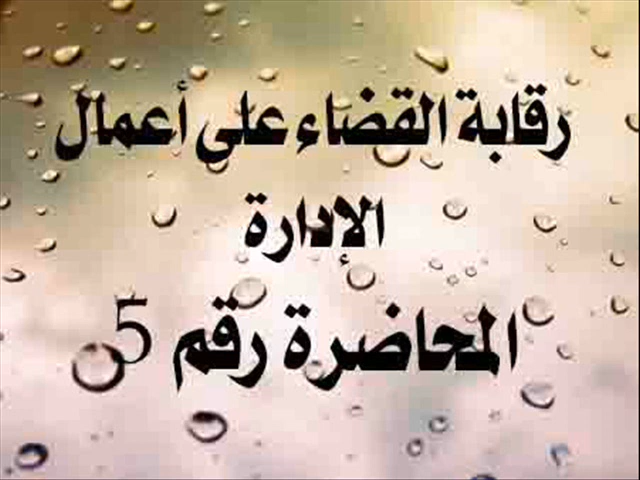 رقابة القضاء على أعمال
الإدارة
المحاضرة رقم 5